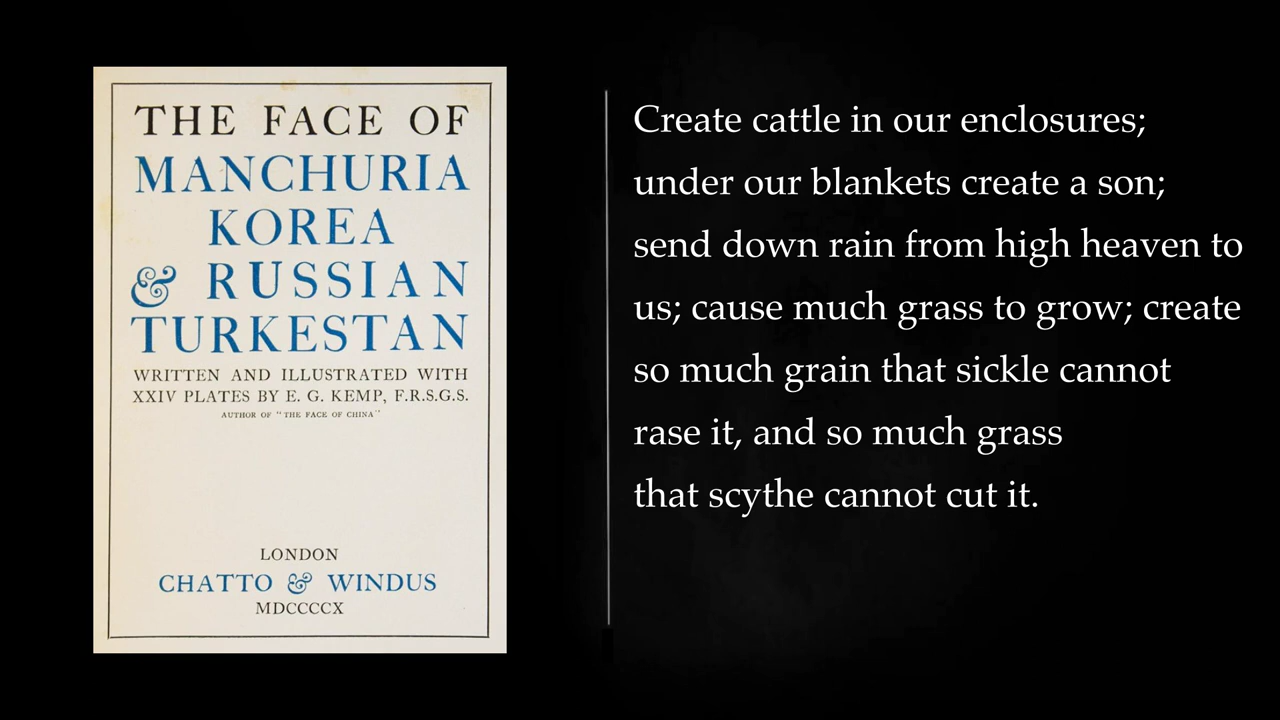 THE FACE OF
MANCHURIA
KOREA
& RUSSIAN
TURKESTAN
WRITTEN AND ILLUSTRATED WITH
XXIV PLATES BY E. G. KEMP, F.R.S.G.S.
AUTHOR OF "THE FACE OF CHINA"
LONDON
CHATTO & WINDUS
MDCCCCX
Create cattle in our enclosures;
under our blankets create a son;
send down rain from high heaven to
us; cause much grass to grow; create
so much grain that sickle cannot
rase it, and so much grass
that scythe cannot cut it.